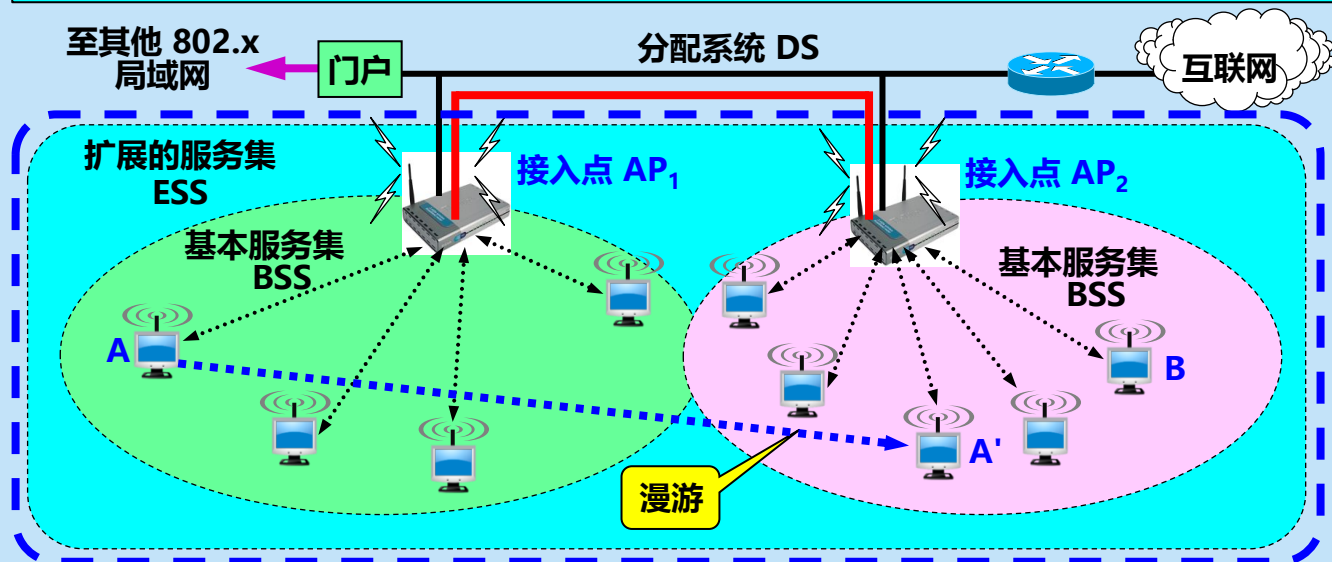 至其他 802.x
局域网
门户
分配系统 DS
互联网
扩展的服务集
ESS
接入点 AP₁
接入点 AP₂
基本服务集
BSS
基本服务集
BSS
A
B
A'
漫游